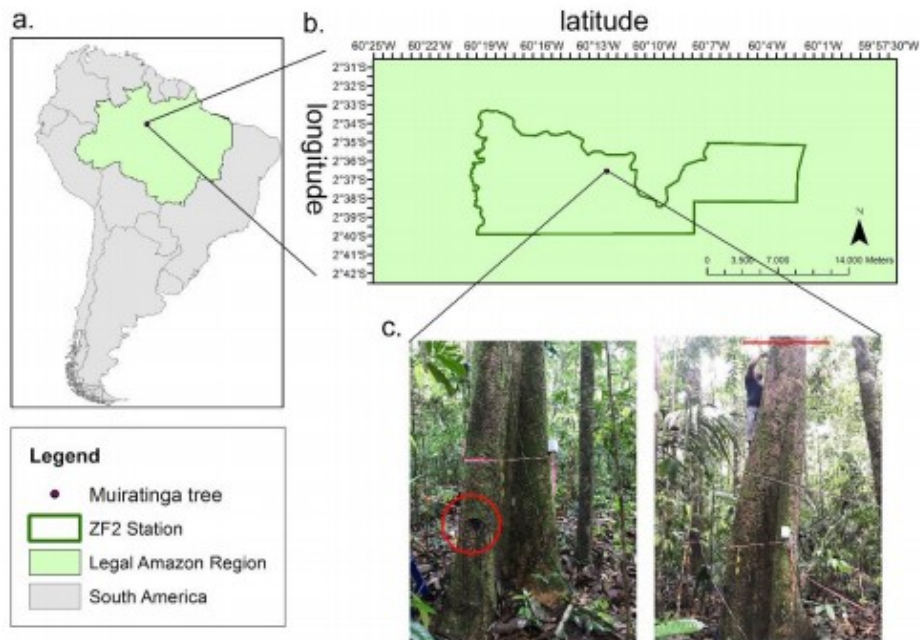 a.
b.
latitude
60°25'W 60°22'W 60°19'W 60°16'W 60°13'W 60°10'W 60°7'W 60°4'W 60°1'W 59°57'30"W
longitude
2°31'S
2°33'S
2°34'S
2°35'S
2°36'S
2°37'S
2°38'S
2°39'S
2°40'S
2°41'S
2°42'S
N
0 3,500 7,000 14,000 Meters
c.
Legend
Muiratinga tree
ZF2 Station
Legal Amazon Region
South America